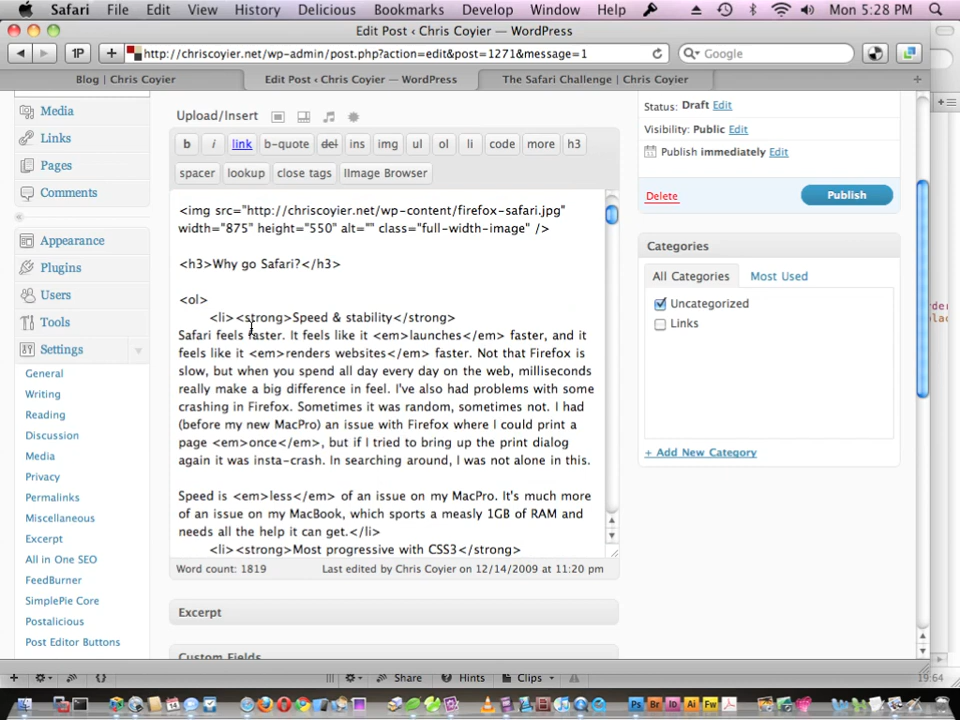 Safari File Edit View History Delicious Bookmarks Develop Window Help Mon 5:28 PM
Edit Post ‹ Chris Coyier — WordPress
1P + http://chriscoyier.net/wp-admin/post.php?action=edit&post=1271&message=1 Google
Blog | Chris Coyier Edit Post ‹ Chris Coyier — WordPress The Safari Challenge | Chris Coyier +
Media
Links
Pages
Comments
Appearance
Plugins
Users
Tools
Settings
General
Writing
Reading
Discussion
Media
Privacy
Permalinks
Miscellaneous
Excerpt
All in One SEO
FeedBurner
SimplePie Core
Postalicious
Post Editor Buttons
Upload/Insert
b i link b-quote del ins img ul ol li code more h3
spacer lookup close tags IImage Browser
<img src="http://chriscoyier.net/wp-content/firefox-safari.jpg"
width="875" height="550" alt="" class="full-width-image" />
<h3>Why go Safari?</h3>
<ol>
<li><strong>Speed & stability</strong>
Safari feels faster. It feels like it <em>launches</em> faster, and it
feels like it <em>renders websites</em> faster. Not that Firefox is
slow, but when you spend all day every day on the web, milliseconds
really make a big difference in feel. I've also had problems with some
crashing in Firefox. Sometimes it was random, sometimes not. I had
(before my new MacPro) an issue with Firefox where I could print a
page <em>once</em>, but if I tried to bring up the print dialog
again it was insta-crash. In searching around, I was not alone in this.
Speed is <em>less</em> of an issue on my MacPro. It's much more
of an issue on my MacBook, which sports a measly 1GB of RAM and
needs all the help it can get.</li>
<li><strong>Most progressive with CSS3</strong>
Word count: 1819 Last edited by Chris Coyier on 12/14/2009 at 11:20 pm
Excerpt
Custom Fields
Status: Draft Edit
Visibility: Public Edit
Publish immediately Edit
Delete Publish
Categories
All Categories Most Used
Uncategorized
Links
+ Add New Category
+ {} Share Hints Clips 19:64
Ps Br Id Ai Fw